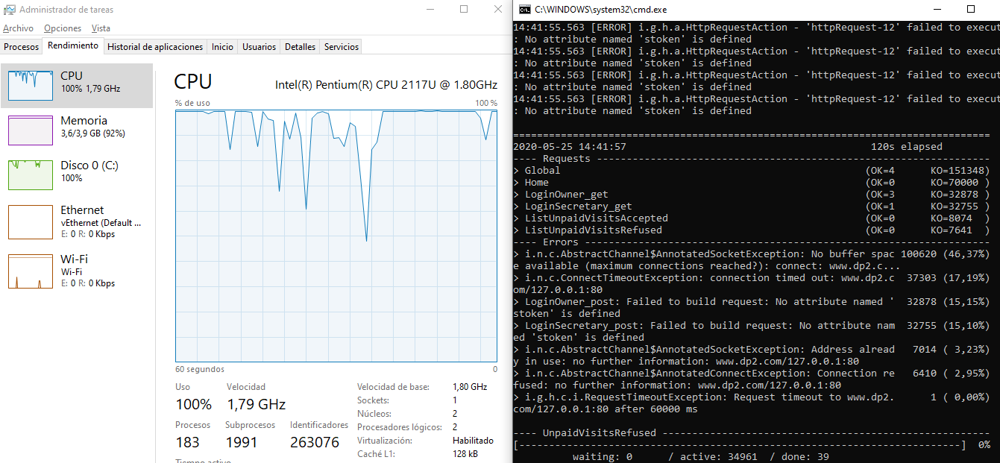 Administrador de tareas
Archivo Opciones Vista
Procesos Rendimiento Historial de aplicaciones Inicio Usuarios Detalles Servicios
CPU
100% 1,79 GHz
Memoria
3,6/3,9 GB (92%)
Disco 0 (C:)
100%
Ethernet
vEthernet (Default ...
E: 0 R: 0 Kbps
Wi-Fi
Wi-Fi
E: 0 R: 0 Kbps
CPU Intel(R) Pentium(R) CPU 2117U @ 1.80GHz
% de uso 100 %
60 segundos 0
Uso Velocidad
100% 1,79 GHz
Procesos Subprocesos Identificadores
183 1991 263076
Tiempo activo
Velocidad de base: 1,80 GHz
Sockets: 1
Núcleos: 2
Procesadores lógicos: 2
Virtualización: Habilitado
Caché L1: 128 kB
C:\WINDOWS\system32\cmd.exe
14:41:55.563 [ERROR] i.g.h.a.HttpRequestAction - 'httpRequest-12' failed to execut
: No attribute named 'stoken' is defined
14:41:55.563 [ERROR] i.g.h.a.HttpRequestAction - 'httpRequest-12' failed to execut
: No attribute named 'stoken' is defined
14:41:55.563 [ERROR] i.g.h.a.HttpRequestAction - 'httpRequest-12' failed to execut
: No attribute named 'stoken' is defined
14:41:55.563 [ERROR] i.g.h.a.HttpRequestAction - 'httpRequest-12' failed to execut
: No attribute named 'stoken' is defined
================================================================================
2020-05-25 14:41:57 120s elapsed
---- Requests ------------------------------------------------------------------
> Global (OK=4 KO=151348)
> Home (OK=0 KO=70000 )
> LoginOwner_get (OK=3 KO=32878 )
> LoginSecretary_get (OK=1 KO=32755 )
> ListUnpaidVisitsAccepted (OK=0 KO=8074 )
> ListUnpaidVisitsRefused (OK=0 KO=7641 )
---- Errors --------------------------------------------------------------------
> i.n.c.AbstractChannel$AnnotatedSocketException: No buffer spac 100620 (46,37%)
e available (maximum connections reached?): connect: www.dp2.c...
> i.n.c.ConnectTimeoutException: connection timed out: www.dp2.c 37303 (17,19%)
om/127.0.0.1:80
> LoginOwner_post: Failed to build request: No attribute named ' 32878 (15,15%)
stoken' is defined
> LoginSecretary_post: Failed to build request: No attribute nam 32755 (15,10%)
ed 'stoken' is defined
> i.n.c.AbstractChannel$AnnotatedSocketException: Address alread 7014 ( 3,23%)
y in use: no further information: www.dp2.com/127.0.0.1:80
> i.n.c.AbstractChannel$AnnotatedConnectException: Connection re 6410 ( 2,95%)
fused: no further information: www.dp2.com/127.0.0.1:80
> i.g.h.c.i.RequestTimeoutException: Request timeout to www.dp2. 1 ( 0,00%)
com/127.0.0.1:80 after 60000 ms
---- UnpaidVisitsRefused -------------------------------------------------------
[--------------------------------------------------------------------------] 0%
waiting: 0 / active: 34961 / done: 39